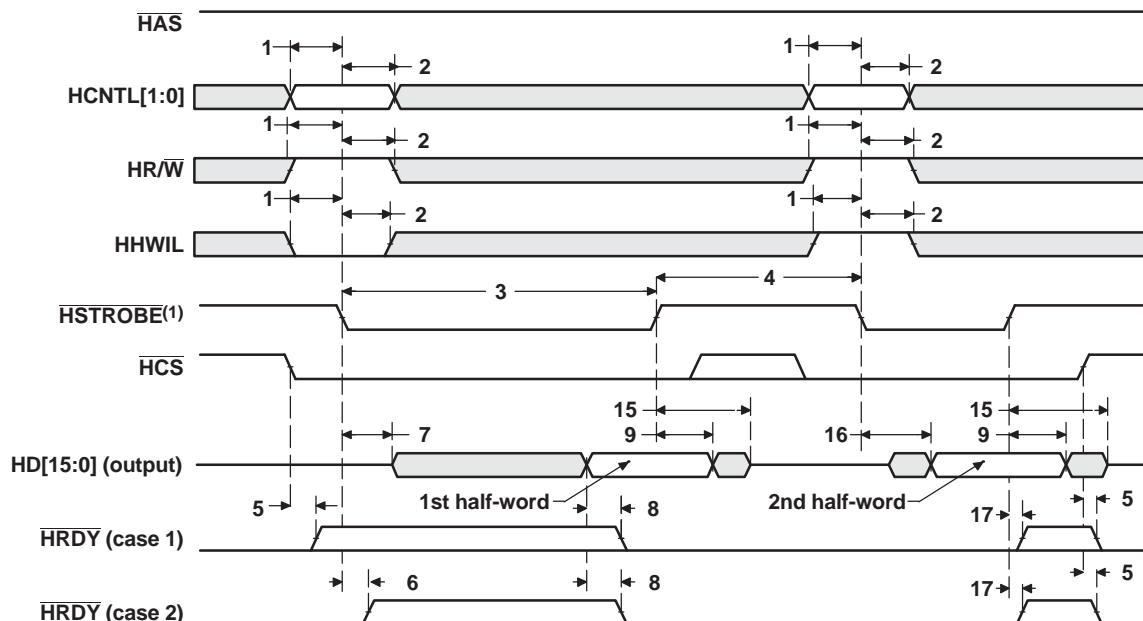 HAS
1
1
2
2
HCNTL[1:0]
1
1
2
2
HR/W
1
1
2
2
HHWIL
3
4
HSTROBE(1)
HCS
15
15
7
9
16
9
HD[15:0] (output)
1st half-word
2nd half-word
5
8
17
5
HRDY (case 1)
6
8
17
5
HRDY (case 2)